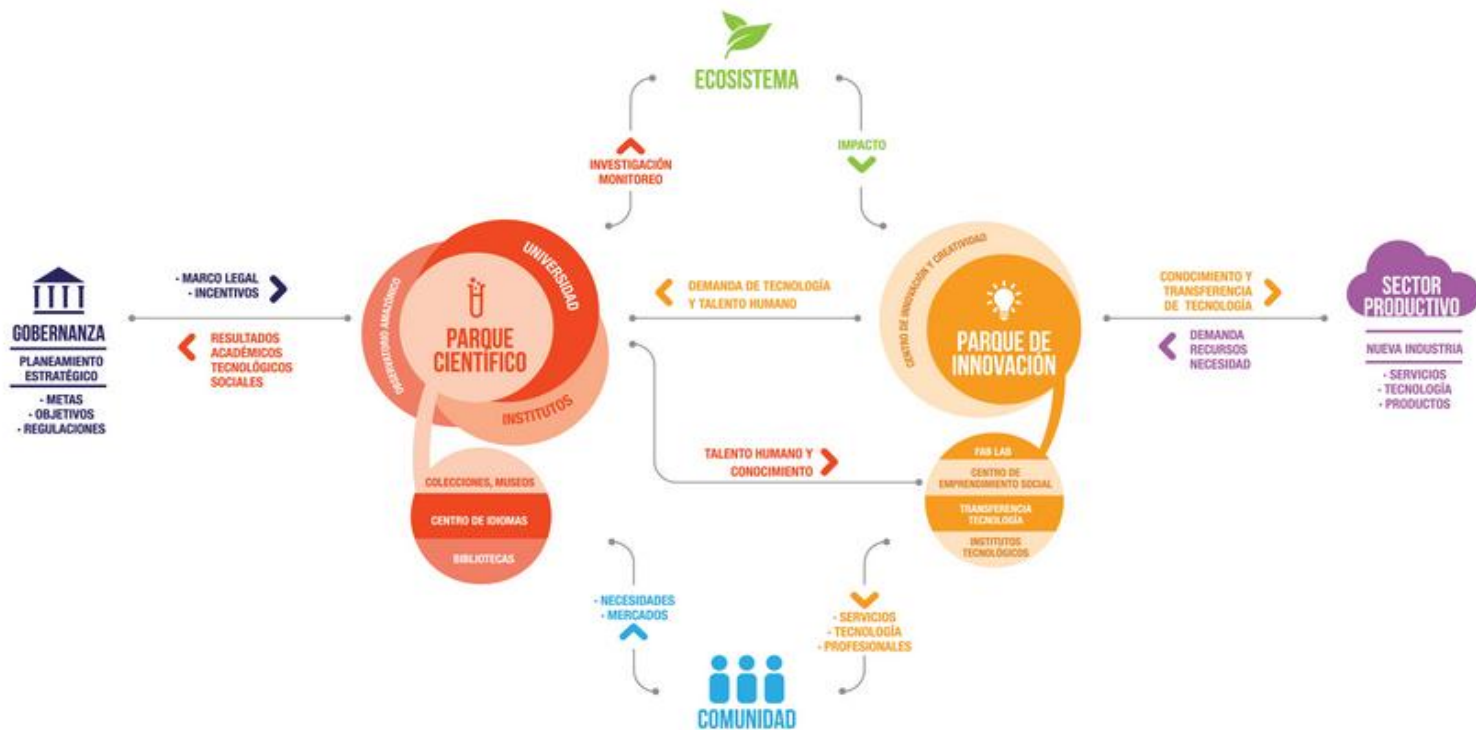 ECOSISTEMA
INVESTIGACIÓN
MONITOREO
IMPACTO
GOBERNANZA
PLANEAMIENTO
ESTRATÉGICO
- METAS
- OBJETIVOS
- REGULACIONES
- MARCO LEGAL
- INCENTIVOS
RESULTADOS
ACADÉMICOS
TECNOLÓGICOS
SOCIALES
OBSERVATORIO AMAZÓNICO
UNIVERSIDAD
INSTITUTOS
PARQUE
CIENTÍFICO
COLECCIONES, MUSEOS
CENTRO DE IDIOMAS
BIBLIOTECAS
DEMANDA DE TECNOLOGÍA
Y TALENTO HUMANO
TALENTO HUMANO Y
CONOCIMIENTO
CENTRO DE INNOVACIÓN Y CREATIVIDAD
PARQUE DE
INNOVACIÓN
FAB LAB
CENTRO DE
EMPRENDIMIENTO SOCIAL
TRANSFERENCIA
TECNOLOGÍA
INSTITUTOS
TECNOLÓGICOS
CONOCIMIENTO Y
TRANSFERENCIA
DE TECNOLOGÍA
DEMANDA
RECURSOS
NECESIDAD
SECTOR
PRODUCTIVO
NUEVA INDUSTRIA
- SERVICIOS
- TECNOLOGÍA
- PRODUCTOS
- NECESIDADES
- MERCADOS
- SERVICIOS
- TECNOLOGÍA
- PROFESIONALES
COMUNIDAD